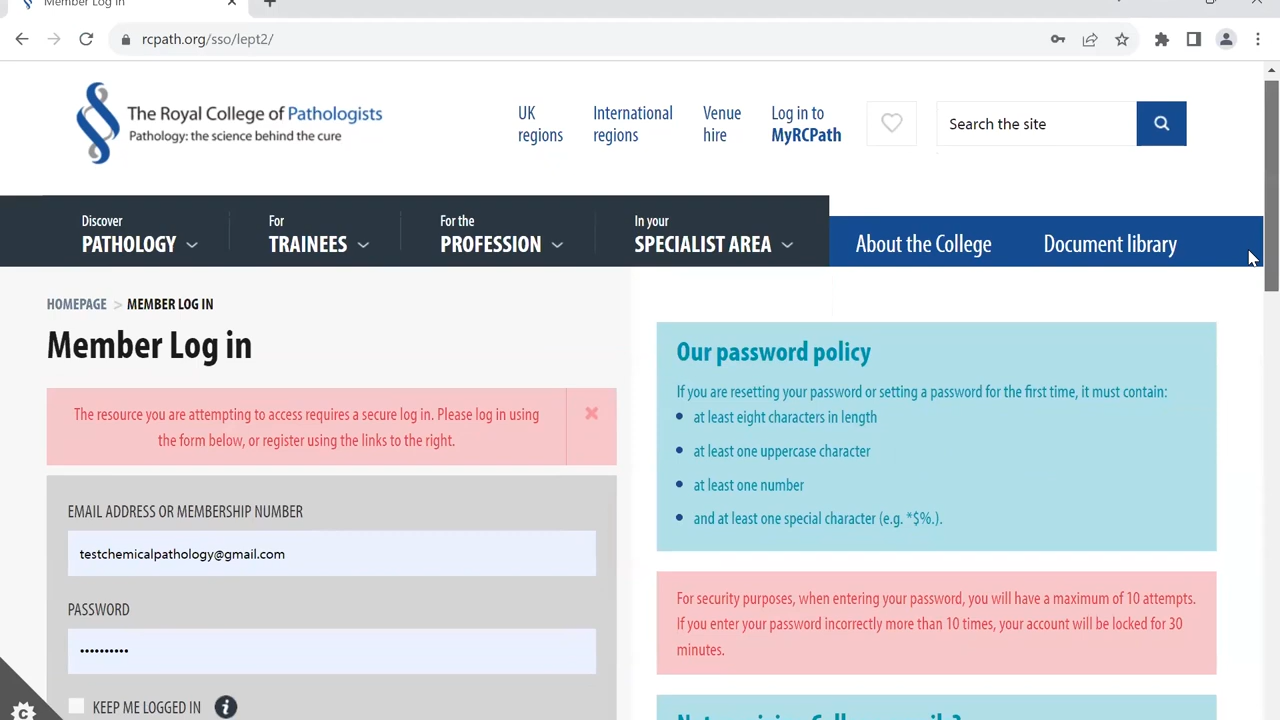 Member Log in
rcpath.org/sso/lept2/
The Royal College of Pathologists
Pathology: the science behind the cure
UK
regions
International
regions
Venue
hire
Log in to
MyRCPath
Search the site
Discover
PATHOLOGY
For
TRAINEES
For the
PROFESSION
In your
SPECIALIST AREA
About the College
Document library
HOMEPAGE > MEMBER LOG IN
Member Log in
The resource you are attempting to access requires a secure log in. Please log in using
the form below, or register using the links to the right.
EMAIL ADDRESS OR MEMBERSHIP NUMBER
testchemicalpathology@gmail.com
PASSWORD
••••••••••
KEEP ME LOGGED IN
Our password policy
If you are resetting your password or setting a password for the first time, it must contain:
• at least eight characters in length
• at least one uppercase character
• at least one number
• and at least one special character (e.g. *$%.).
For security purposes, when entering your password, you will have a maximum of 10 attempts.
If you enter your password incorrectly more than 10 times, your account will be locked for 30
minutes.